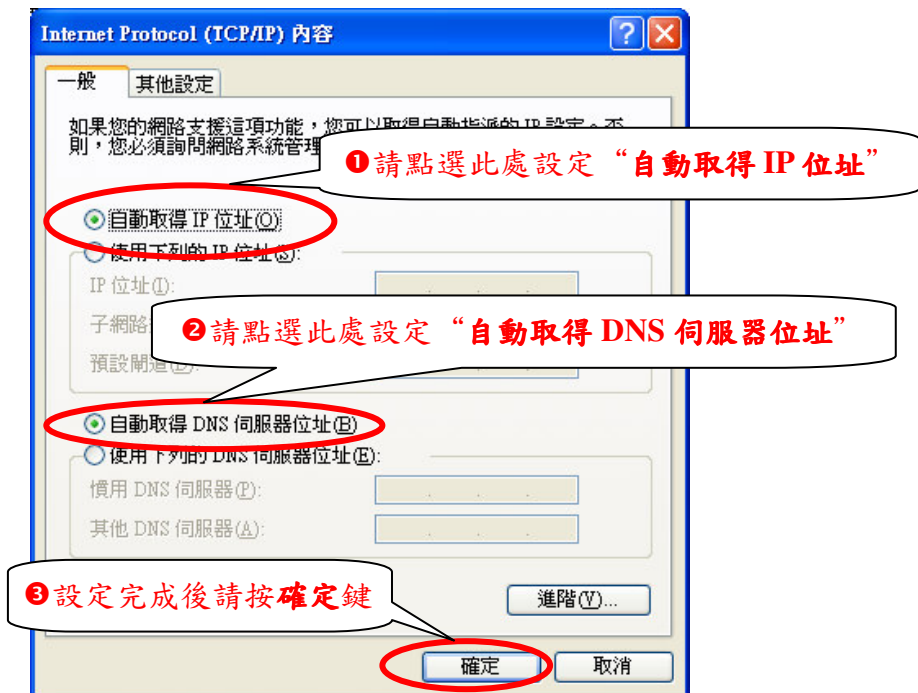 Internet Protocol (TCP/IP) 內容
一般
其他設定
如果您的網路支援這項功能,您可以取得自動指派的 IP 設定。否
則,您必須詢問網路系統管理
❶請點選此處設定“自動取得 IP 位址”
自動取得 IP 位址(O)
使用下列的 IP 位址(S):
IP 位址(I):
子網路
❷請點選此處設定“自動取得 DNS 伺服器位址”
預設閘道(D):
自動取得 DNS 伺服器位址(B)
使用下列的 DNS 伺服器位址(E):
慣用 DNS 伺服器(P):
其他 DNS 伺服器(A):
❸設定完成後請按確定鍵
進階(V)...
確定
取消